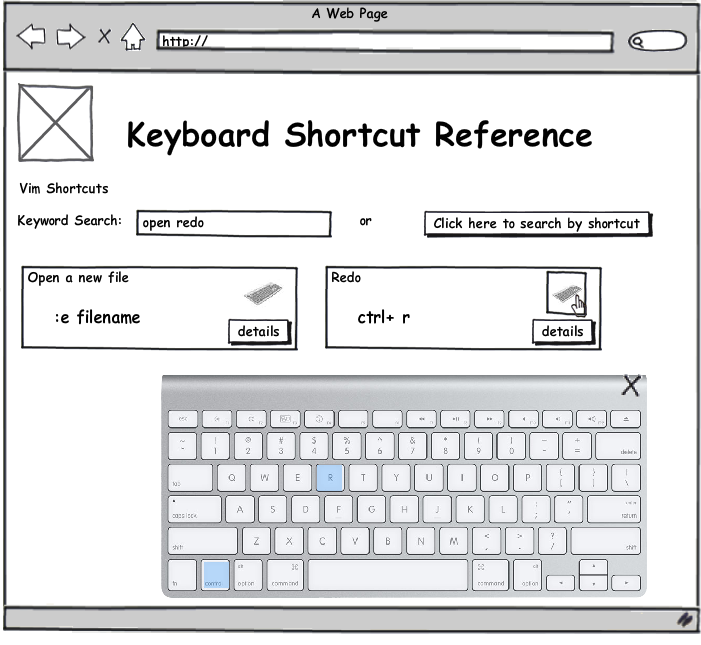 A Web Page
X
http://
Keyboard Shortcut Reference
Vim Shortcuts
Keyword Search: open redo or Click here to search by shortcut
Open a new file
:e filename
details
Redo
ctrl+ r
details
X
esc
~ ! @ # $ % ^ & * ( ) - +
1 2 3 4 5 6 7 8 9 0 = delete
tab Q W E R T Y U I O P { } |
[ ] \
caps lock A S D F G H J K L : "
; ' return
shift Z X C V B N M < > ? shift
, . /
fn control alt option ⌘ command ⌘ command alt option